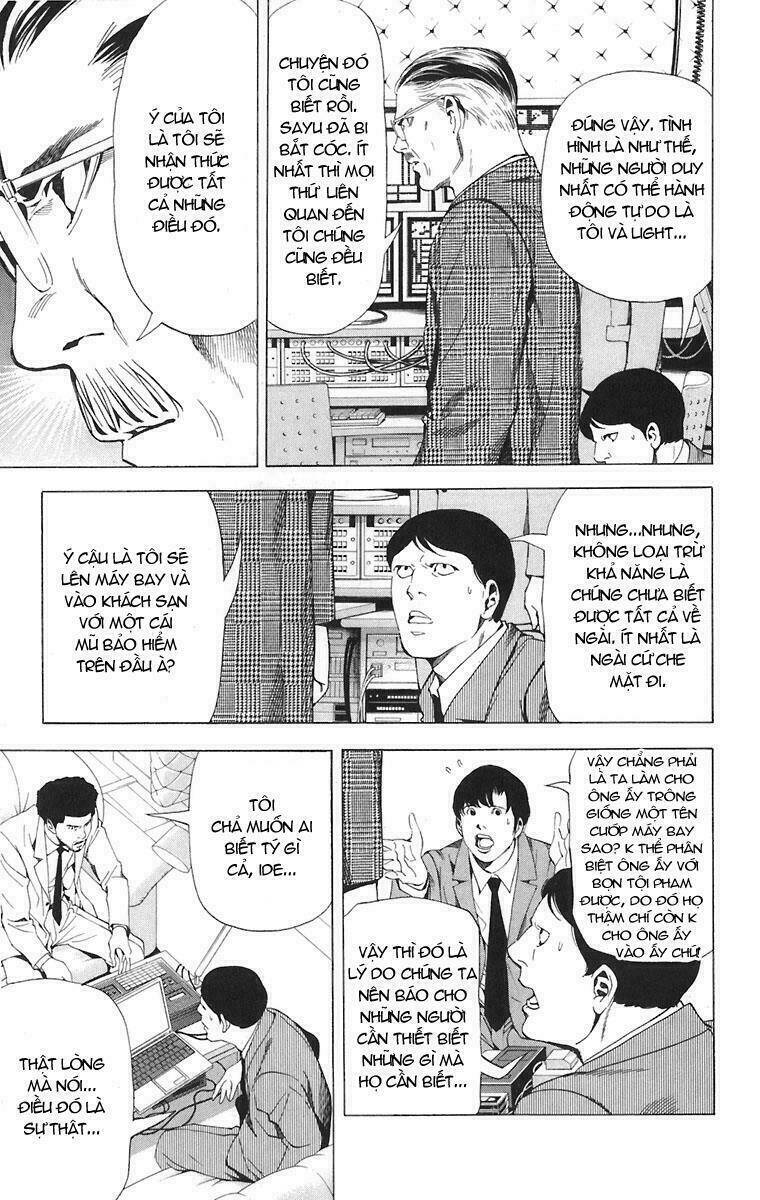 ĐÚNG VẬY. TÌNH
HÌNH LÀ NHƯ THẾ,
NHỮNG NGƯỜI DUY
NHẤT CÓ THỂ HÀNH
ĐỘNG TỰ DO LÀ
TÔI VÀ LIGHT...
CHUYỆN ĐÓ
TÔI CŨNG
BIẾT RỒI.
SAYU ĐÃ BI
BẮT CÓC. ÍT
NHẤT THÌ MỌI
THỨ LIÊN
QUAN ĐẾN
TÔI CHÚNG
CŨNG ĐỀU
BIẾT.
Ý CỦA TÔI
LÀ TÔI SẼ
NHẬN THỨC
ĐƯỢC TẤT
CẢ NHŨNG
ĐIỀU ĐÓ.
NHƯNG...NHƯNG,
KHÔNG LOẠI TRỪ
KHẢ NĂNG LÀ
CHÚNG CHƯA BIẾT
ĐƯỢC TẤT CẢ VỀ
NGÀI. ÍT NHẤT LÀ
NGÀI CỨ CHE
MẶT ĐI.
Ý CẬU LÀ TÔI SẼ
LÊN MÁY BAY VÀ
VÀO KHÁCH SẠN
VỚI MỘT CÁI
MŨ BẢO HIỂM
TRÊN ĐẦU À?
VẬY CHẲNG PHẢI
LÀ TA LÀM CHO
ÔNG ẤY TRÔNG
GIỐNG MỘT TÊN
CƯỚP MÁY BAY
SAO? K THỂ PHÂN
BIỆT ÔNG ẤY VỚI
BỌN TỘI PHAM
ĐƯỢC, DO ĐÓ HỌ
THẬM CHÍ CÒN K
CHO ÔNG ẤY
VÀO ẤY CHỨ
VẬY THÌ ĐÓ LÀ
LÝ DO CHÚNG TA
NÊN BÁO CHO
NHỮNG NGƯỜI
CẦN THIẾT BIẾT
NHỮNG GÌ MÀ
HỌ CẦN BIẾT...
TÔI
CHẢ MUỐN AI
BIẾT TÝ GÌ
CẢ, IDE...
THẬT LÒNG
MÀ NÓI...
ĐIỀU ĐÓ LÀ
SỰ THẬT...